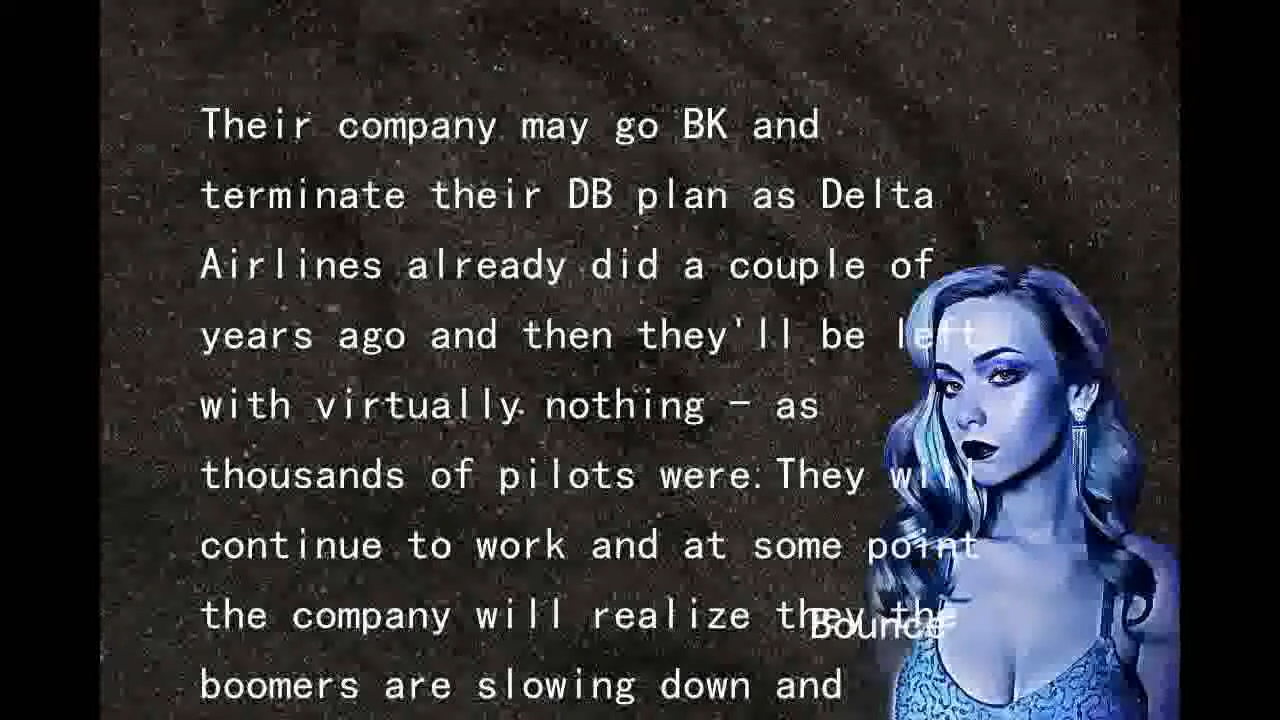 Their company may go BK and
terminate their DB plan as Delta
Airlines already did a couple of
years ago and then they'll be left
with virtually nothing – as
thousands of pilots were. They will
continue to work and at some point
the company will realize they the
Bounce
boomers are slowing down and